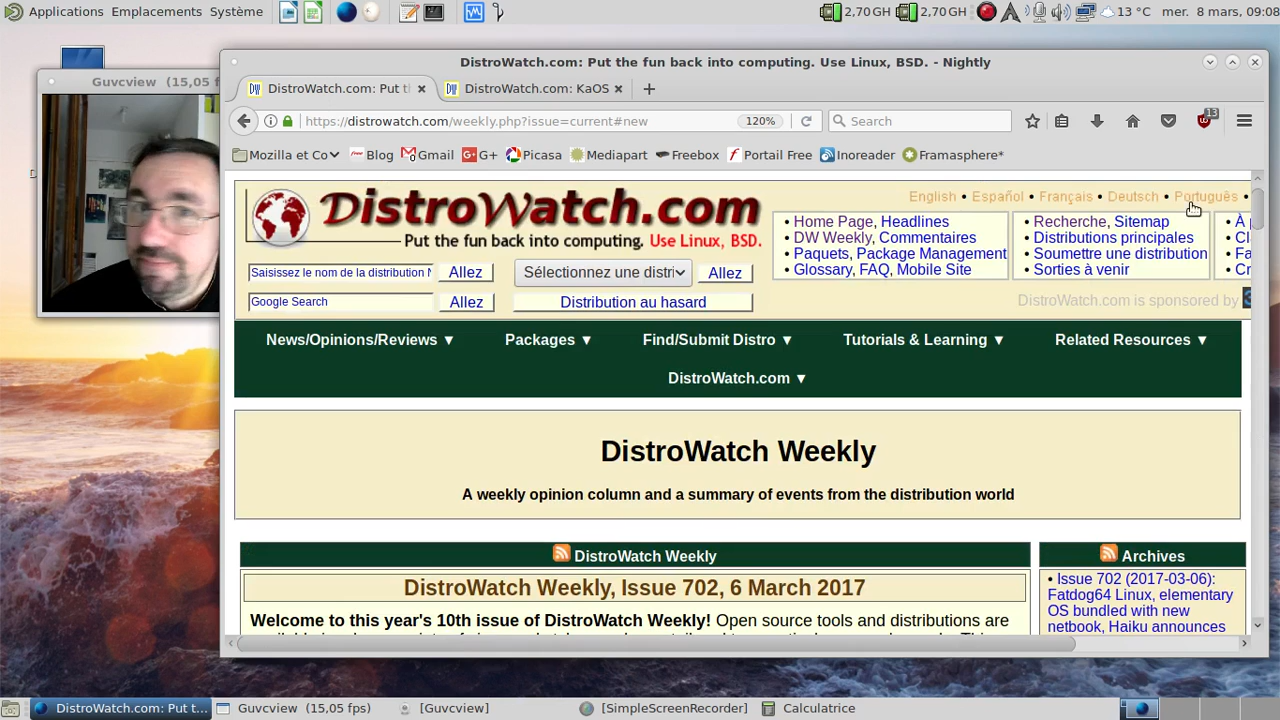 Applications Emplacements Système 2,70 GH 2,70 GH 13 °C mer. 8 mars, 09:08
Guvcview (15,05 f
DistroWatch.com: Put the fun back into computing. Use Linux, BSD. - Nightly
DistroWatch.com: Put tl DistroWatch.com: KaOS
https://distrowatch.com/weekly.php?issue=current#new 120% Search 13
Mozilla et Co Blog Gmail G+ Picasa Mediapart Freebox Portail Free Inoreader Framasphere*
English • Español • Français • Deutsch • Português •
DistroWatch.com
Put the fun back into computing. Use Linux, BSD.
• Home Page, Headlines
• DW Weekly, Commentaires
• Paquets, Package Management
• Glossary, FAQ, Mobile Site
• Recherche, Sitemap
• Distributions principales
• Soumettre une distribution
• Sorties à venir
• À p
• Cl
• Fa
• Cr
Saisissez le nom de la distribution Allez Sélectionnez une distri Allez
Google Search Allez Distribution au hasard
DistroWatch.com is sponsored by
News/Opinions/Reviews ▼ Packages ▼ Find/Submit Distro ▼ Tutorials & Learning ▼ Related Resources ▼
DistroWatch.com ▼
DistroWatch Weekly
A weekly opinion column and a summary of events from the distribution world
DistroWatch Weekly
DistroWatch Weekly, Issue 702, 6 March 2017
Welcome to this year's 10th issue of DistroWatch Weekly! Open source tools and distributions are
Archives
• Issue 702 (2017-03-06):
Fatdog64 Linux, elementary
OS bundled with new
netbook, Haiku announces
DistroWatch.com: Put t... Guvcview (15,05 fps) [Guvcview] [SimpleScreenRecorder] Calculatrice